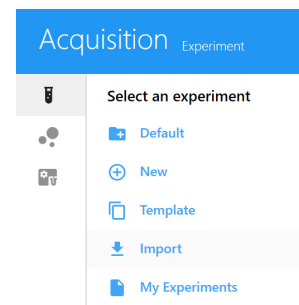 Acquisition Experiment
Select an experiment
Default
New
Template
Import
My Experiments